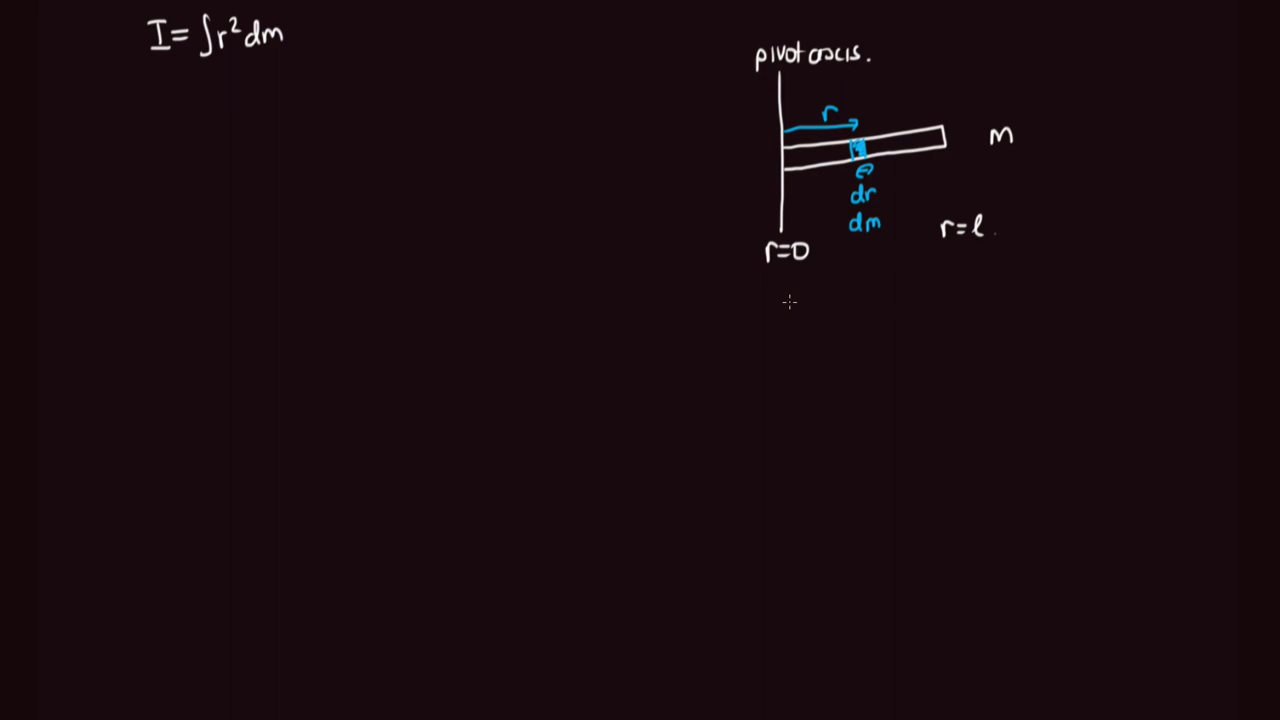 I = ∫r²dm
pivot axis.
r
m
dr
dm
r=l.
r=0